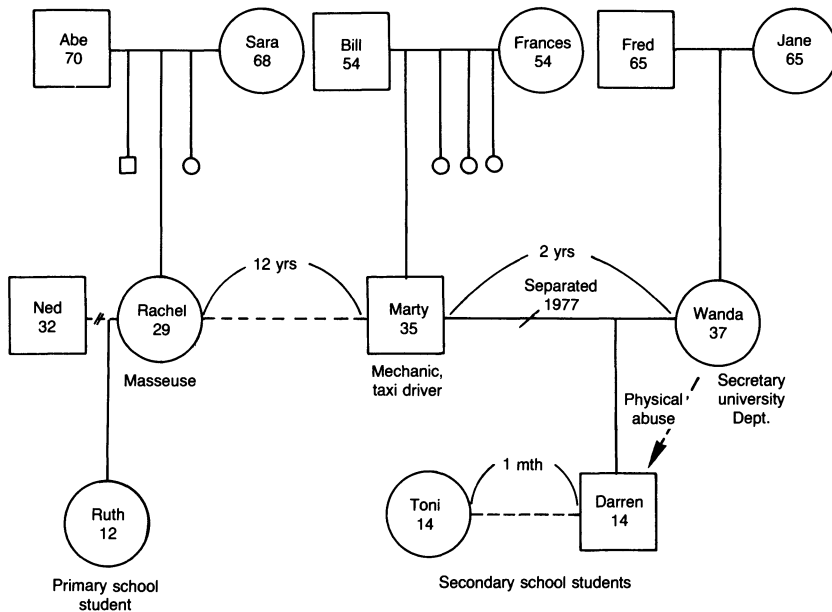 Abe
70
Sara
68
Bill
54
Frances
54
Fred
65
Jane
65
12 yrs
2 yrs
Separated
1977
Ned
32
Rachel
29
Marty
35
Wanda
37
Masseuse
Mechanic,
taxi driver
Physical
abuse
Secretary
university
Dept.
1 mth
Ruth
12
Toni
14
Darren
14
Primary school
student
Secondary school students